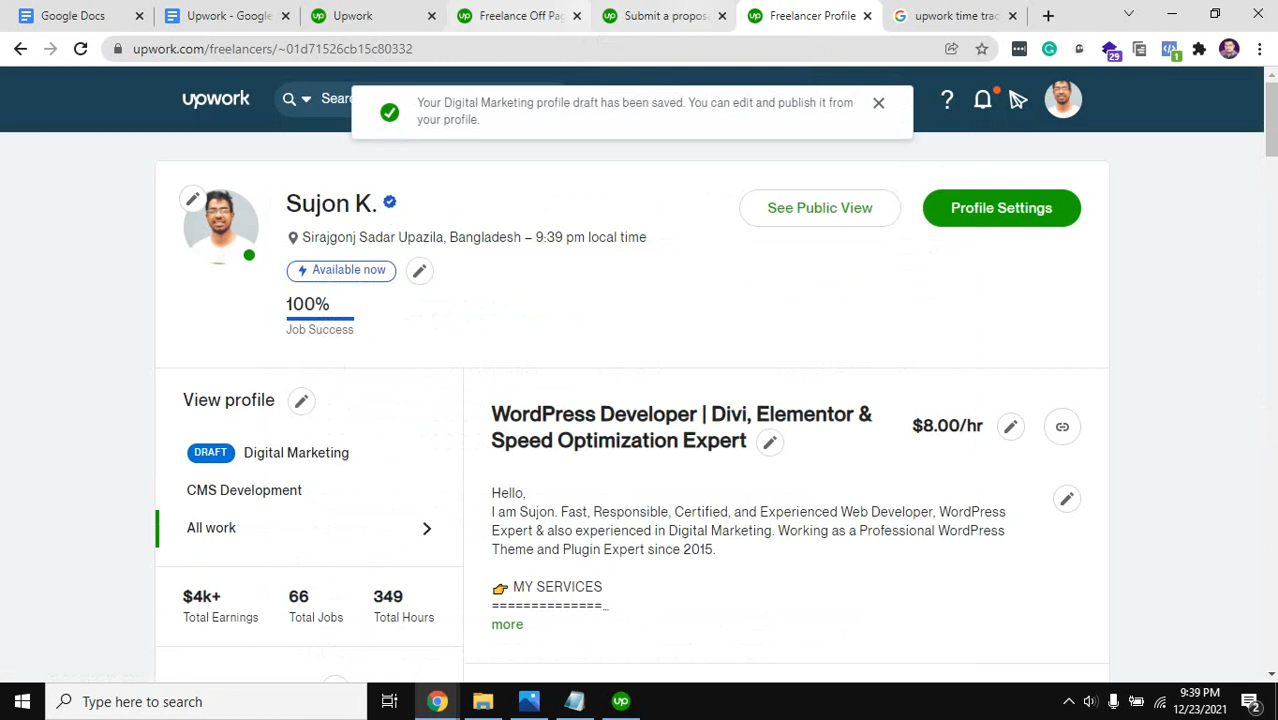 Google Docs
Upwork - Google
Upwork
Freelance Off Pag
Submit a propos
Freelancer Profile
upwork time trac
upwork.com/freelancers/~01d71526cb15c80332
29
1
upwork
Sear
Your Digital Marketing profile draft has been saved. You can edit and publish it from
your profile.
?
Sujon K.
See Public View
Profile Settings
Sirajgonj Sadar Upazila, Bangladesh – 9:39 pm local time
Available now
100%
Job Success
View profile
WordPress Developer | Divi, Elementor &
Speed Optimization Expert
$8.00/hr
DRAFT Digital Marketing
CMS Development
All work
Hello,
I am Sujon. Fast, Responsible, Certified, and Experienced Web Developer, WordPress
Expert & also experienced in Digital Marketing. Working as a Professional WordPress
Theme and Plugin Expert since 2015.
👉 MY SERVICES
==============…
more
$4k+
Total Earnings
66
Total Jobs
349
Total Hours
Type here to search
up
9:39 PM
12/23/2021
2